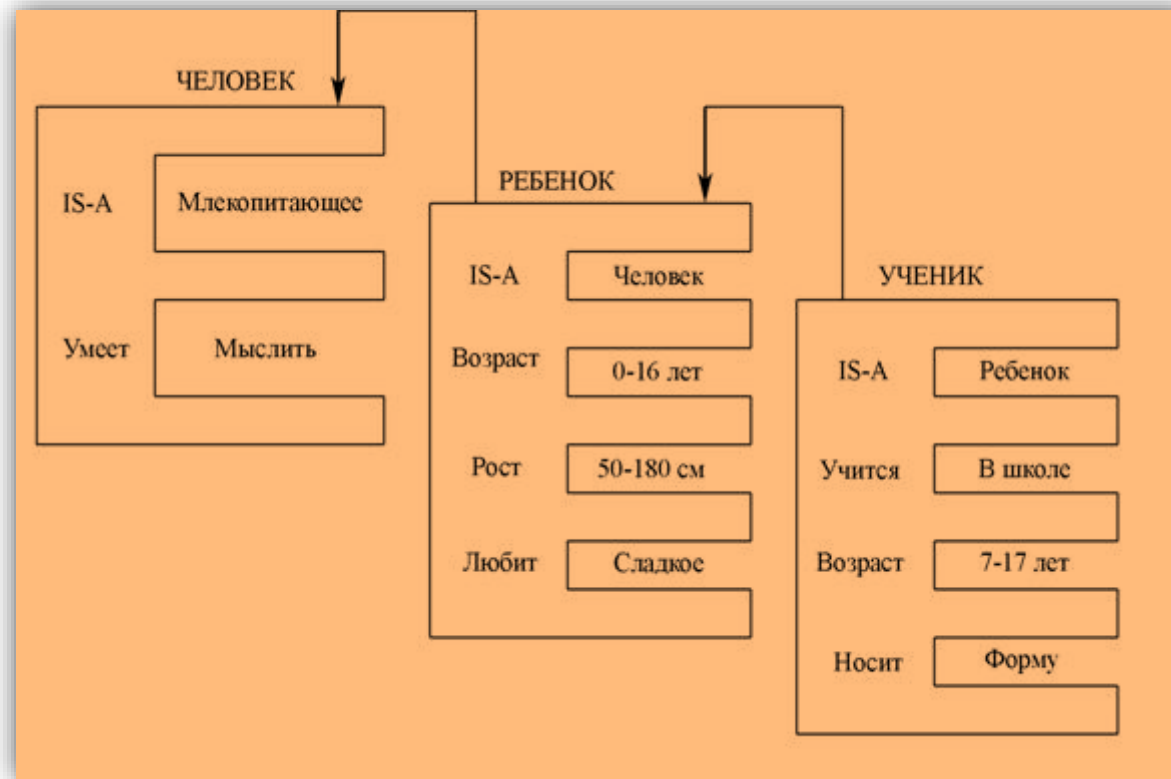 ЧЕЛОВЕК
IS-A Млекопитающее
Умеет Мыслить
РЕБЕНОК
IS-A Человек
Возраст 0-16 лет
Рост 50-180 см
Любит Сладкое
УЧЕНИК
IS-A Ребенок
Учится В школе
Возраст 7-17 лет
Носит Форму